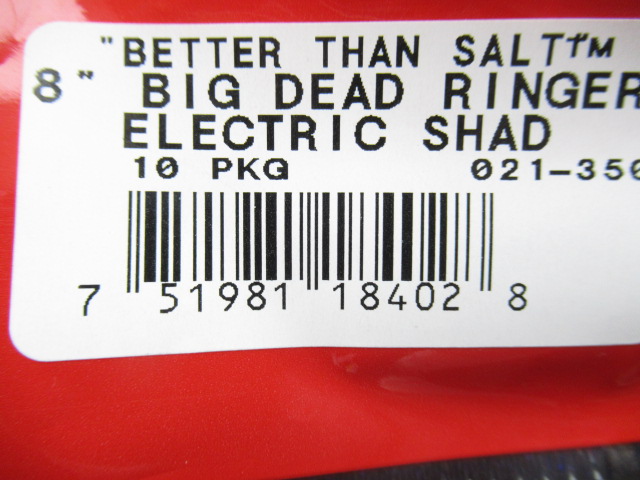 "BETTER THAN SALT™
8" BIG DEAD RINGER
ELECTRIC SHAD
10 PKG 021-350
7 51981 18402 8